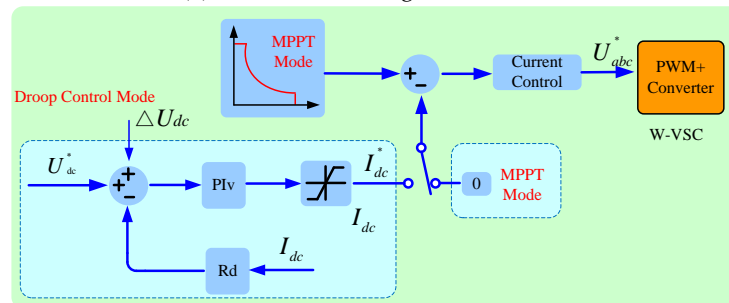 MPPT
Mode
+
-
Current
Control
U*abc
PWM+
Converter
W-VSC
Droop Control Mode
△Udc
U*dc
+
+
-
PIv
I*dc
Idc
0
MPPT
Mode
Rd
Idc